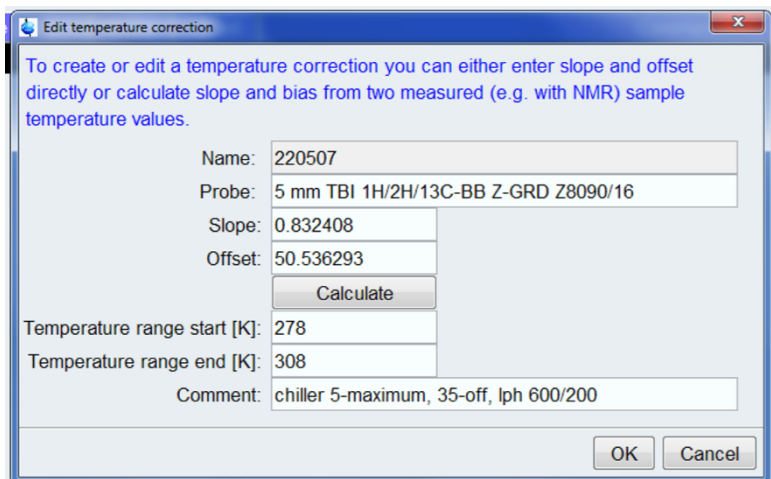 Edit temperature correction
To create or edit a temperature correction you can either enter slope and offset
directly or calculate slope and bias from two measured (e.g. with NMR) sample
temperature values.
Name: 220507
Probe: 5 mm TBI 1H/2H/13C-BB Z-GRD Z8090/16
Slope: 0.832408
Offset: 50.536293
Calculate
Temperature range start [K]: 278
Temperature range end [K]: 308
Comment: chiller 5-maximum, 35-off, lph 600/200
OK Cancel